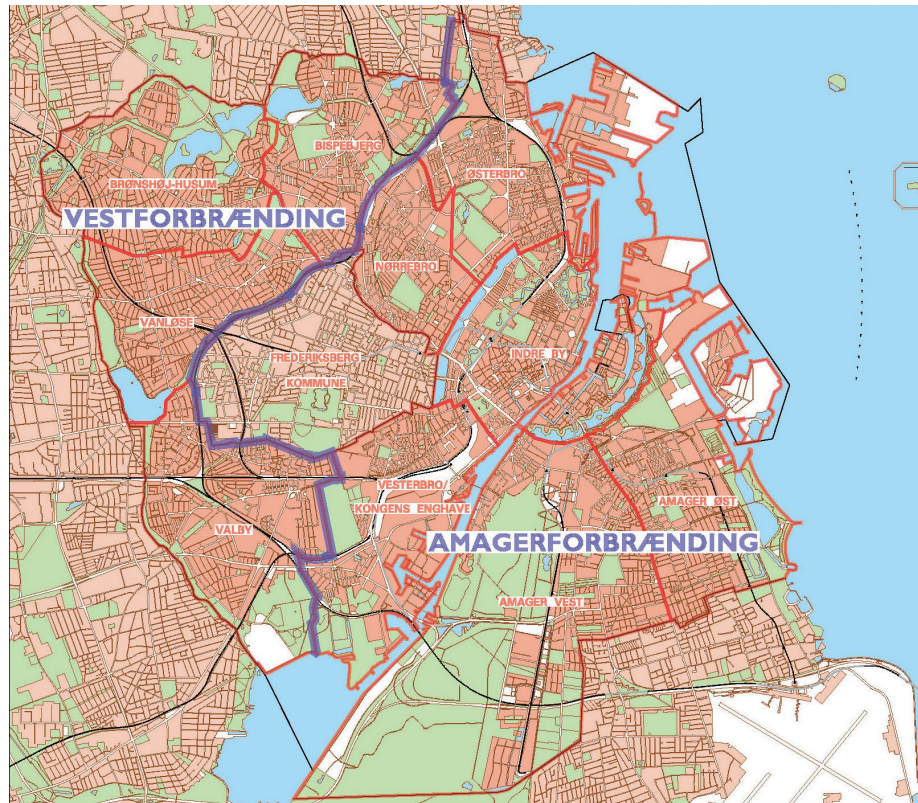 BISPEBJERG
ØSTERBRO
BRØNSHØJ-HUSUM
VESTFORBRÆNDING
NØRREBRO
VANLØSE
FREDERIKSBERG
KOMMUNE
INDRE BY
VESTERBRO/
KONGENS ENGHAVE
AMAGER ØST
VALBY
AMAGERFORBRÆNDING
AMAGER VEST